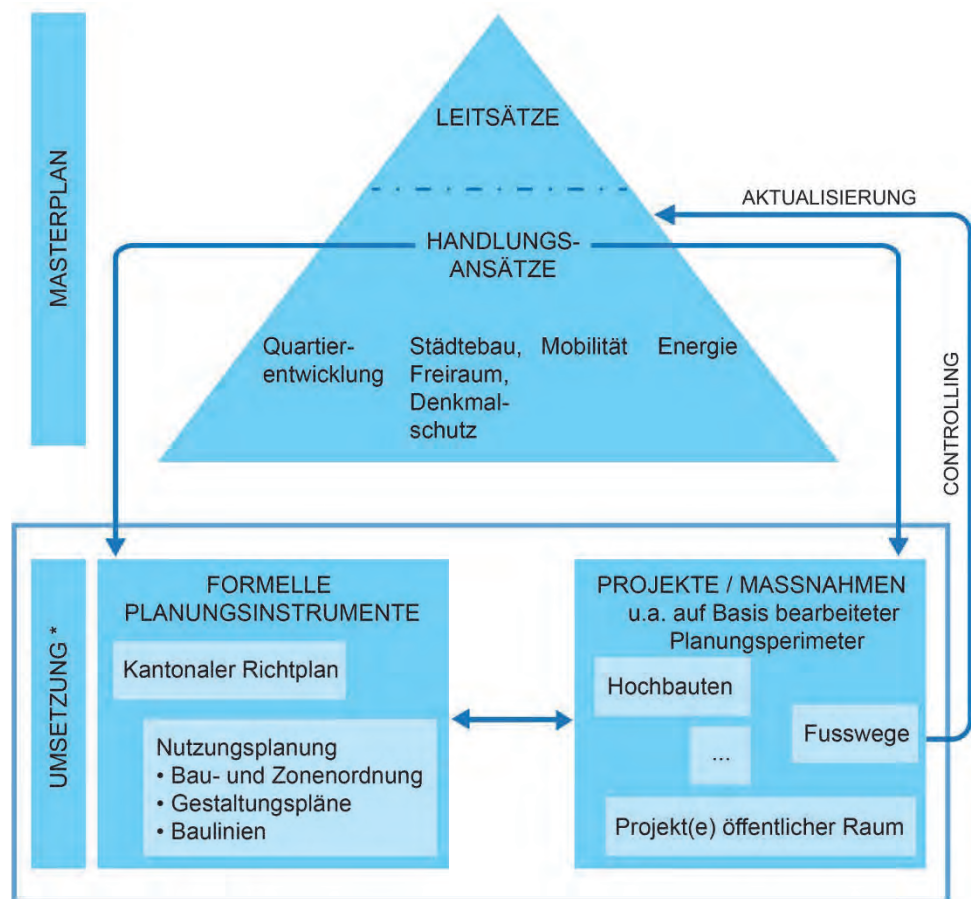 MASTERPLAN
LEITSÄTZE
AKTUALISIERUNG
HANDLUNGS-
ANSÄTZE
Quartier-
entwicklung
Städtebau,
Freiraum,
Denkmal-
schutz
Mobilität
Energie
CONTROLLING
UMSETZUNG *
FORMELLE
PLANUNGSINSTRUMENTE
Kantonaler Richtplan
Nutzungsplanung
• Bau- und Zonenordnung
• Gestaltungspläne
• Baulinien
PROJEKTE / MASSNAHMEN
u.a. auf Basis bearbeiteter
Planungsperimeter
Hochbauten
Fusswege
...
Projekt(e) öffentlicher Raum